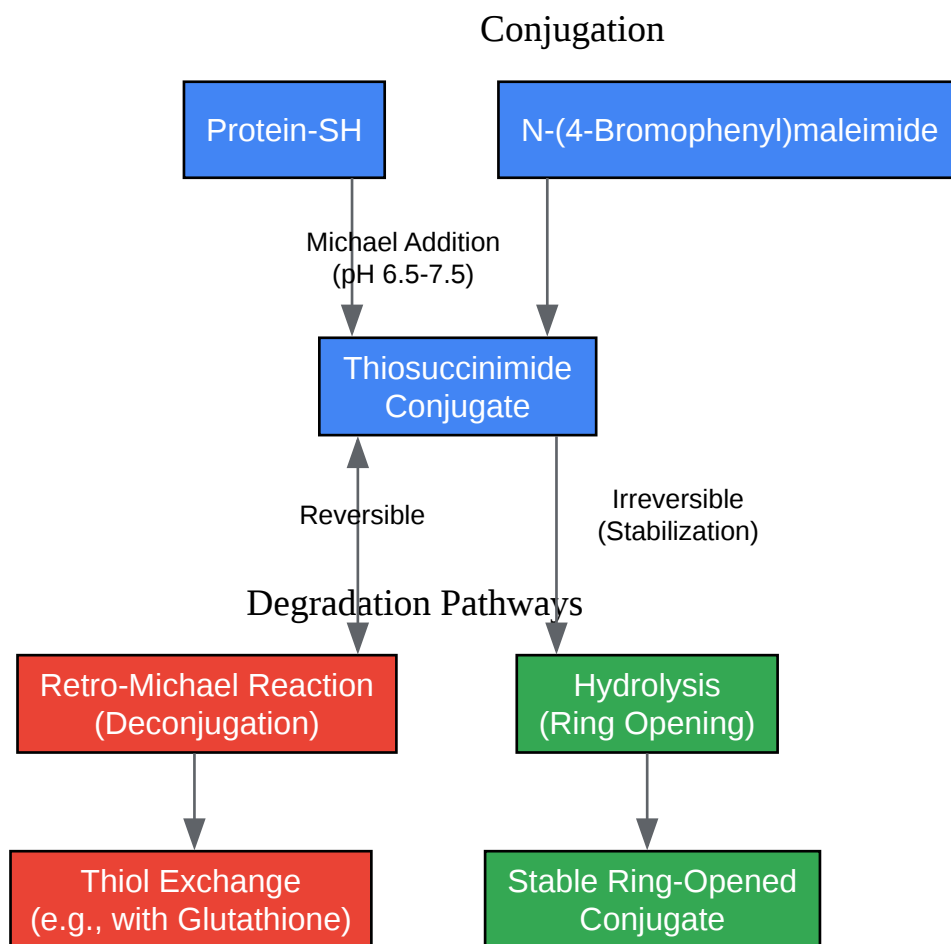 Conjugation
Protein-SH
N-(4-Bromophenyl)maleimide
Michael Addition
(pH 6.5-7.5)
Thiosuccinimide
Conjugate
Reversible
Irreversible
(Stabilization)
Degradation Pathways
Retro-Michael Reaction
(Deconjugation)
Hydrolysis
(Ring Opening)
Thiol Exchange
(e.g., with Glutathione)
Stable Ring-Opened
Conjugate